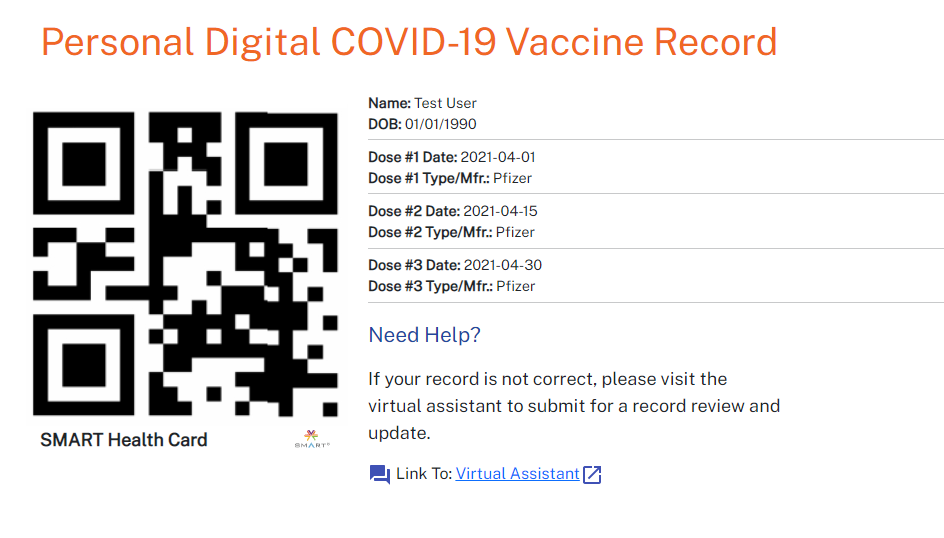 Personal Digital COVID-19 Vaccine Record
Name: Test User
DOB: 01/01/1990
Dose #1 Date: 2021-04-01
Dose #1 Type/Mfr.: Pfizer
Dose #2 Date: 2021-04-15
Dose #2 Type/Mfr.: Pfizer
Dose #3 Date: 2021-04-30
Dose #3 Type/Mfr.: Pfizer
SMART Health Card
SMART®
Need Help?
If your record is not correct, please visit the
virtual assistant to submit for a record review and
update.
Link To: Virtual Assistant